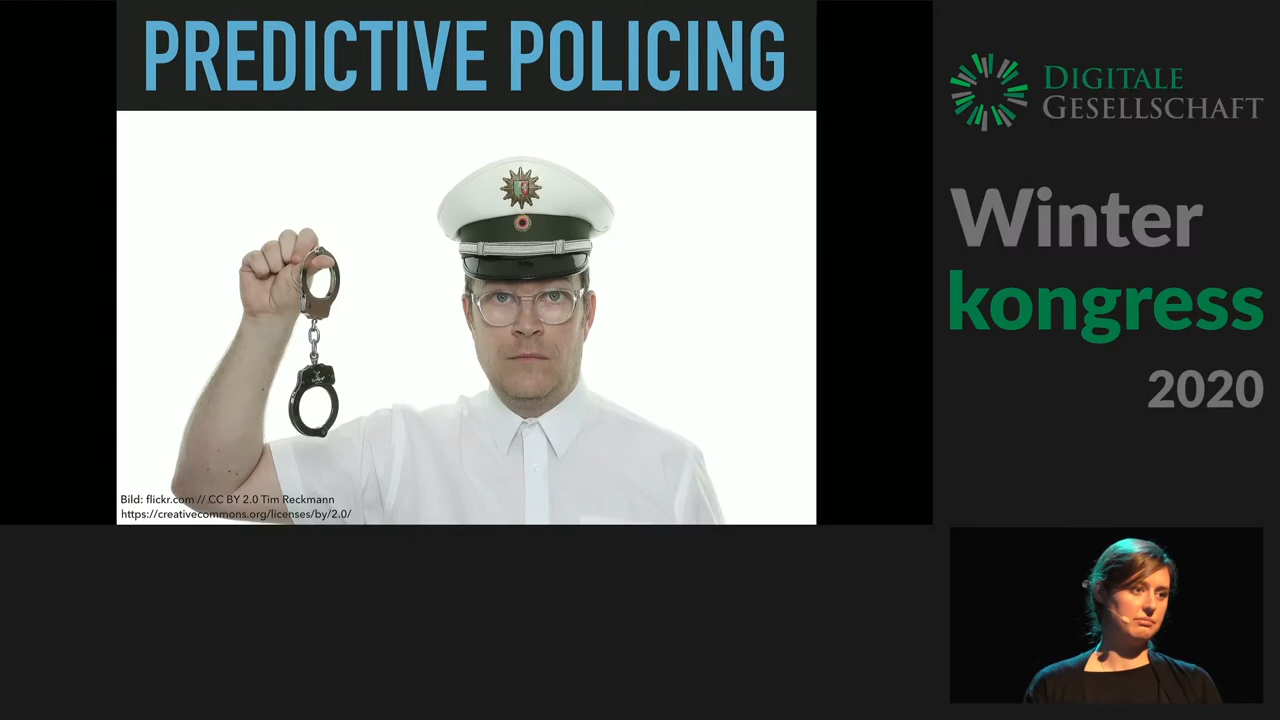 PREDICTIVE POLICING
Bild: flickr.com // CC BY 2.0 Tim Reckmann
https://creativecommons.org/licenses/by/2.0/
DIGITALE
GESELLSCHAFT
Winter
kongress
2020